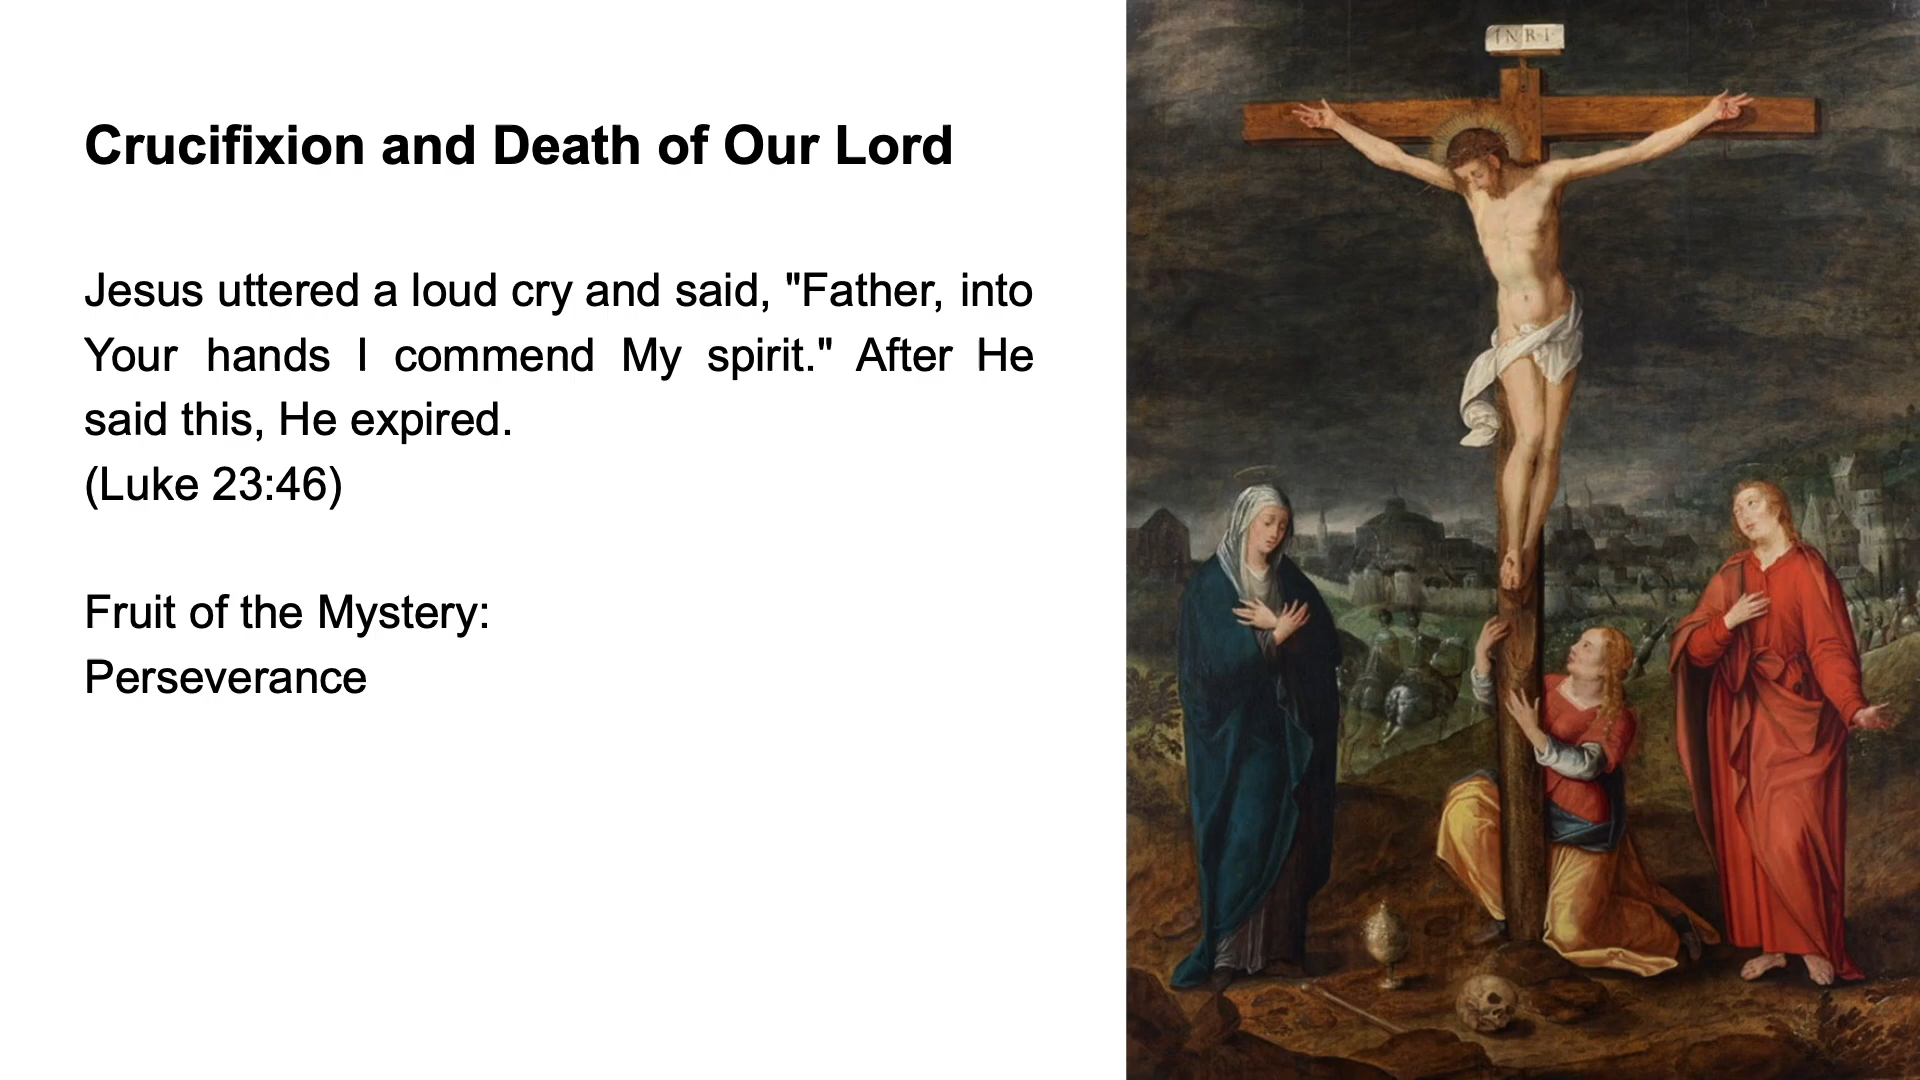 Crucifixion and Death of Our Lord
Jesus uttered a loud cry and said, "Father, into
Your hands I commend My spirit." After He
said this, He expired.
(Luke 23:46)
Fruit of the Mystery:
Perseverance
INRI